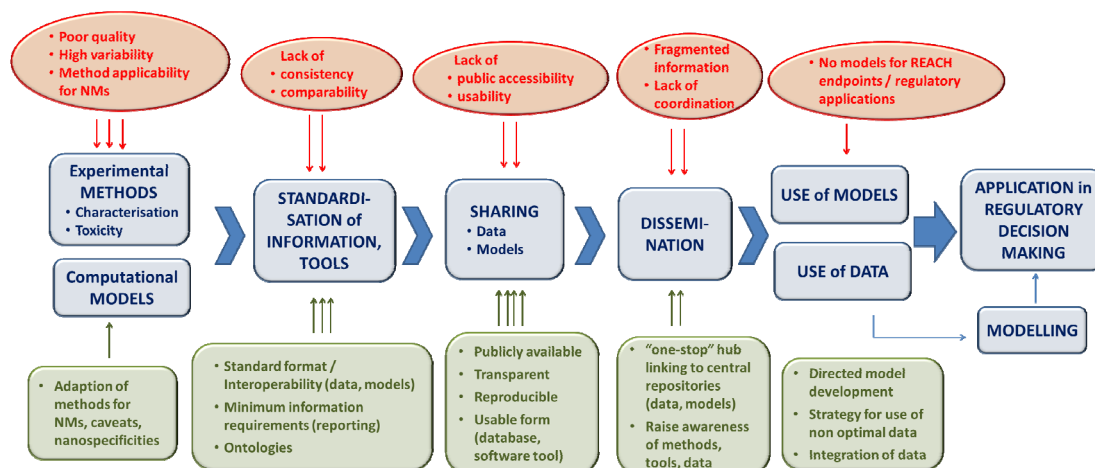 • Poor quality
• High variability
• Method applicability
for NMs
Lack of
• consistency
• comparability
Lack of
• public accessibility
• usability
• Fragmented
information
• Lack of
coordination
• No models for REACH
endpoints / regulatory
applications
Experimental
METHODS
• Characterisation
• Toxicity
Computational
MODELS
STANDARDI-
SATION of
INFORMATION,
TOOLS
SHARING
• Data
• Models
DISSEMI-
NATION
USE of MODELS
USE of DATA
APPLICATION in
REGULATORY
DECISION
MAKING
MODELLING
• Adaption of
methods for
NMs, caveats,
nanospecificities
• Standard format /
Interoperability (data, models)
• Minimum information
requirements (reporting)
• Ontologies
• Publicly available
• Transparent
• Reproducible
• Usable form
(database,
software tool)
• “one-stop” hub
linking to central
repositories
(data, models)
• Raise awareness
of methods,
tools, data
• Directed model
development
• Strategy for use of
non optimal data
• Integration of data